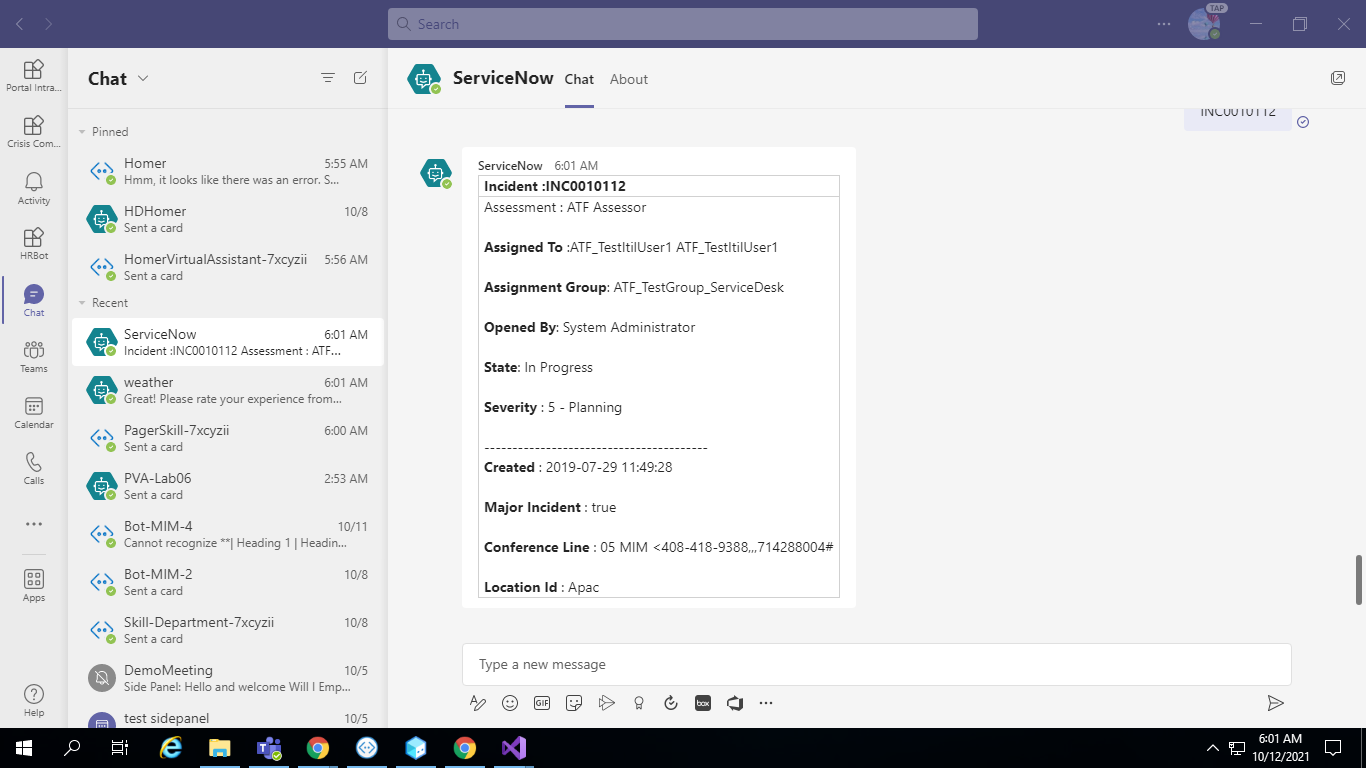 Search
TAP
Portal Intra...
Crisis Com...
Activity
HRBot
Chat
Teams
Calendar
Calls
Apps
Help
Chat
Pinned
Homer 5:55 AM
Hmm, it looks like there was an error. S...
HDHomer 10/8
Sent a card
HomerVirtualAssistant-7xcyzii 5:56 AM
Sent a card
Recent
ServiceNow 6:01 AM
Incident :INC0010112 Assessment : ATF...
weather 6:01 AM
Great! Please rate your experience from...
PagerSkill-7xcyzii 6:00 AM
Sent a card
PVA-Lab06 2:53 AM
Sent a card
Bot-MIM-4 10/11
Cannot recognize **| Heading 1 | Headin...
Bot-MIM-2 10/8
Sent a card
Skill-Department-7xcyzii 10/8
Sent a card
DemoMeeting 10/5
Side Panel: Hello and welcome Will I Emp...
test sidepanel 10/5
ServiceNow Chat About
INC0010112
ServiceNow 6:01 AM
Incident :INC0010112
Assessment : ATF Assessor
Assigned To :ATF_TestItilUser1 ATF_TestItilUser1
Assignment Group: ATF_TestGroup_ServiceDesk
Opened By: System Administrator
State: In Progress
Severity : 5 - Planning
----------------------------------------
Created : 2019-07-29 11:49:28
Major Incident : true
Conference Line : 05 MIM <408-418-9388,,,714288004#
Location Id : Apac
Type a new message
GIF
box
6:01 AM
10/12/2021